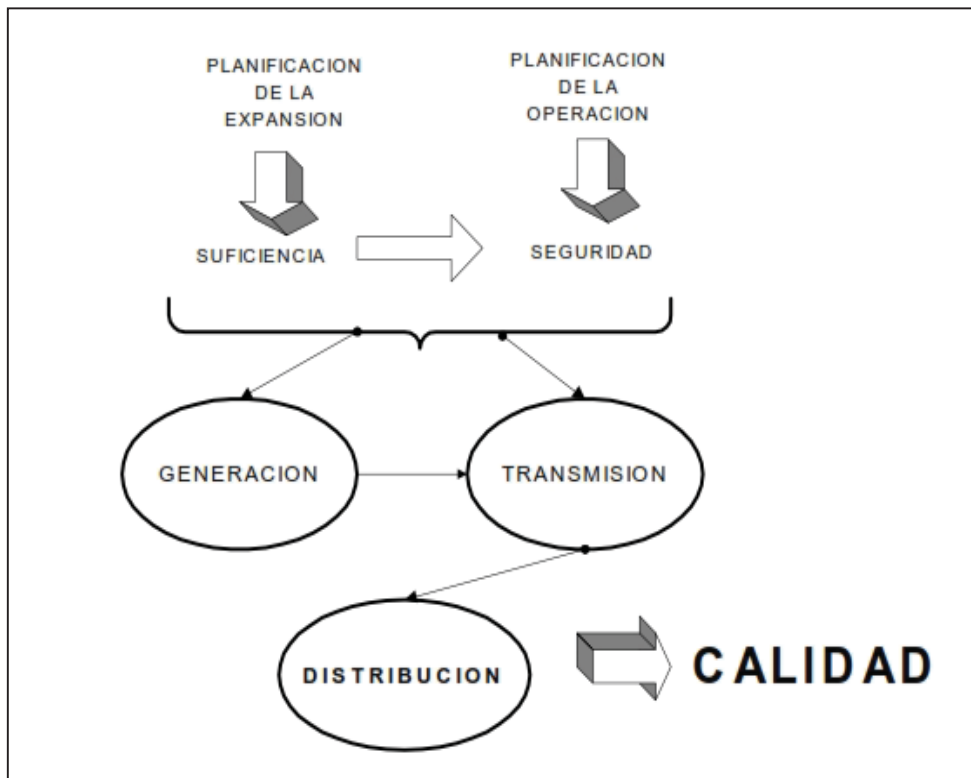 PLANIFICACION
DE LA
EXPANSION
PLANIFICACION
DE LA
OPERACION
SUFICIENCIA
SEGURIDAD
GENERACION
TRANSMISION
DISTRIBUCION
CALIDAD